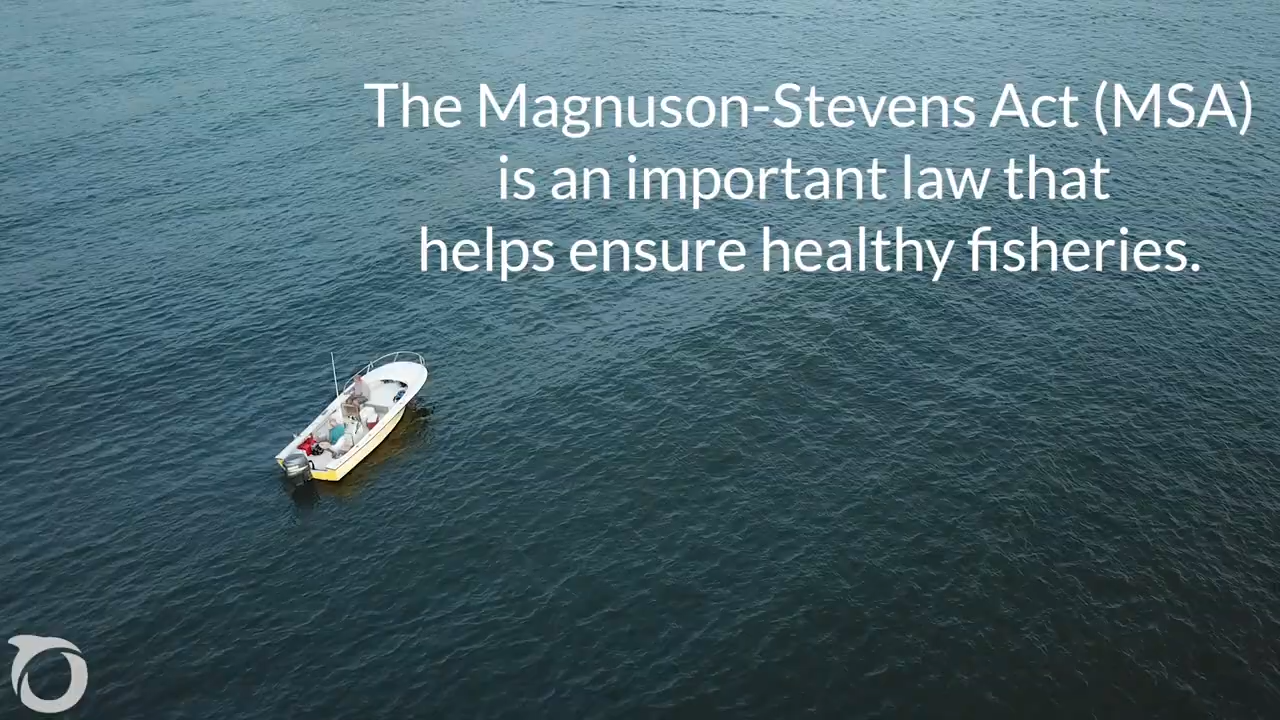 The Magnuson-Stevens Act (MSA)
is an important law that
helps ensure healthy fisheries.